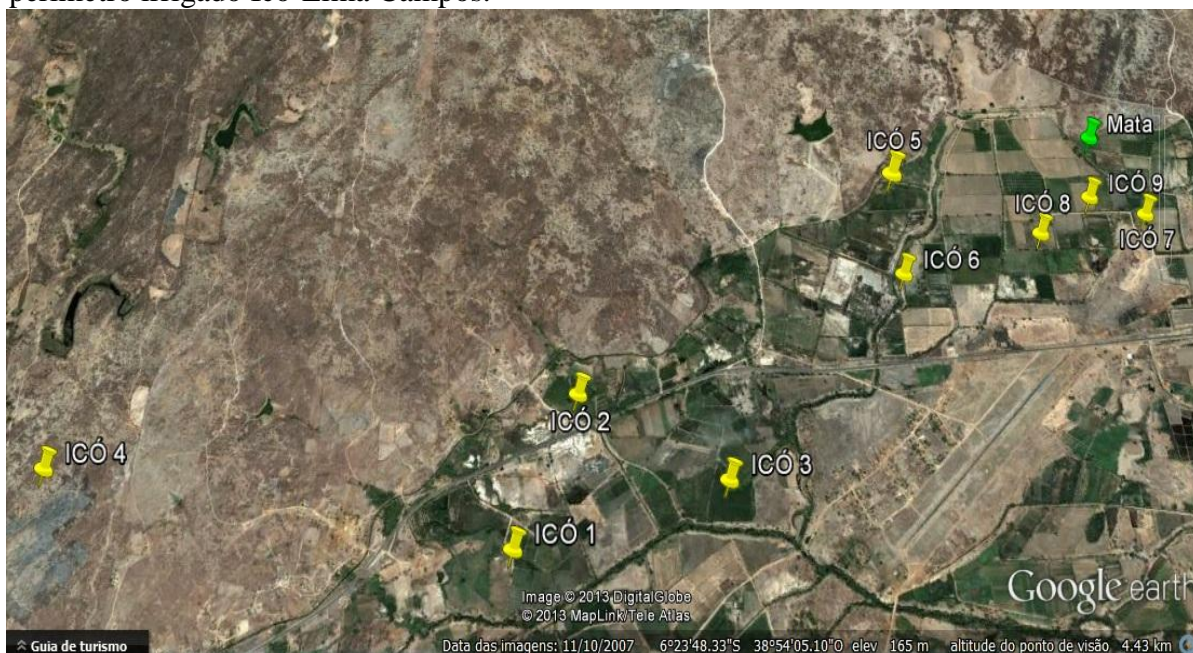 perímetro irrigado Icó-Lima Campos.
Mata
ICÓ 5
ICÓ 9
ICÓ 8
ICÓ 7
ICÓ 6
ICÓ 2
ICÓ 4
ICÓ 3
ICÓ 1
Google earth
Image © 2013 DigitalGlobe
© 2013 MapLink/Tele Atlas
Guia de turismo
Data das imagens: 11/10/2007 6°23'48.33"S 38°54'05.10"O elev 165 m altitude do ponto de visão 4.43 km